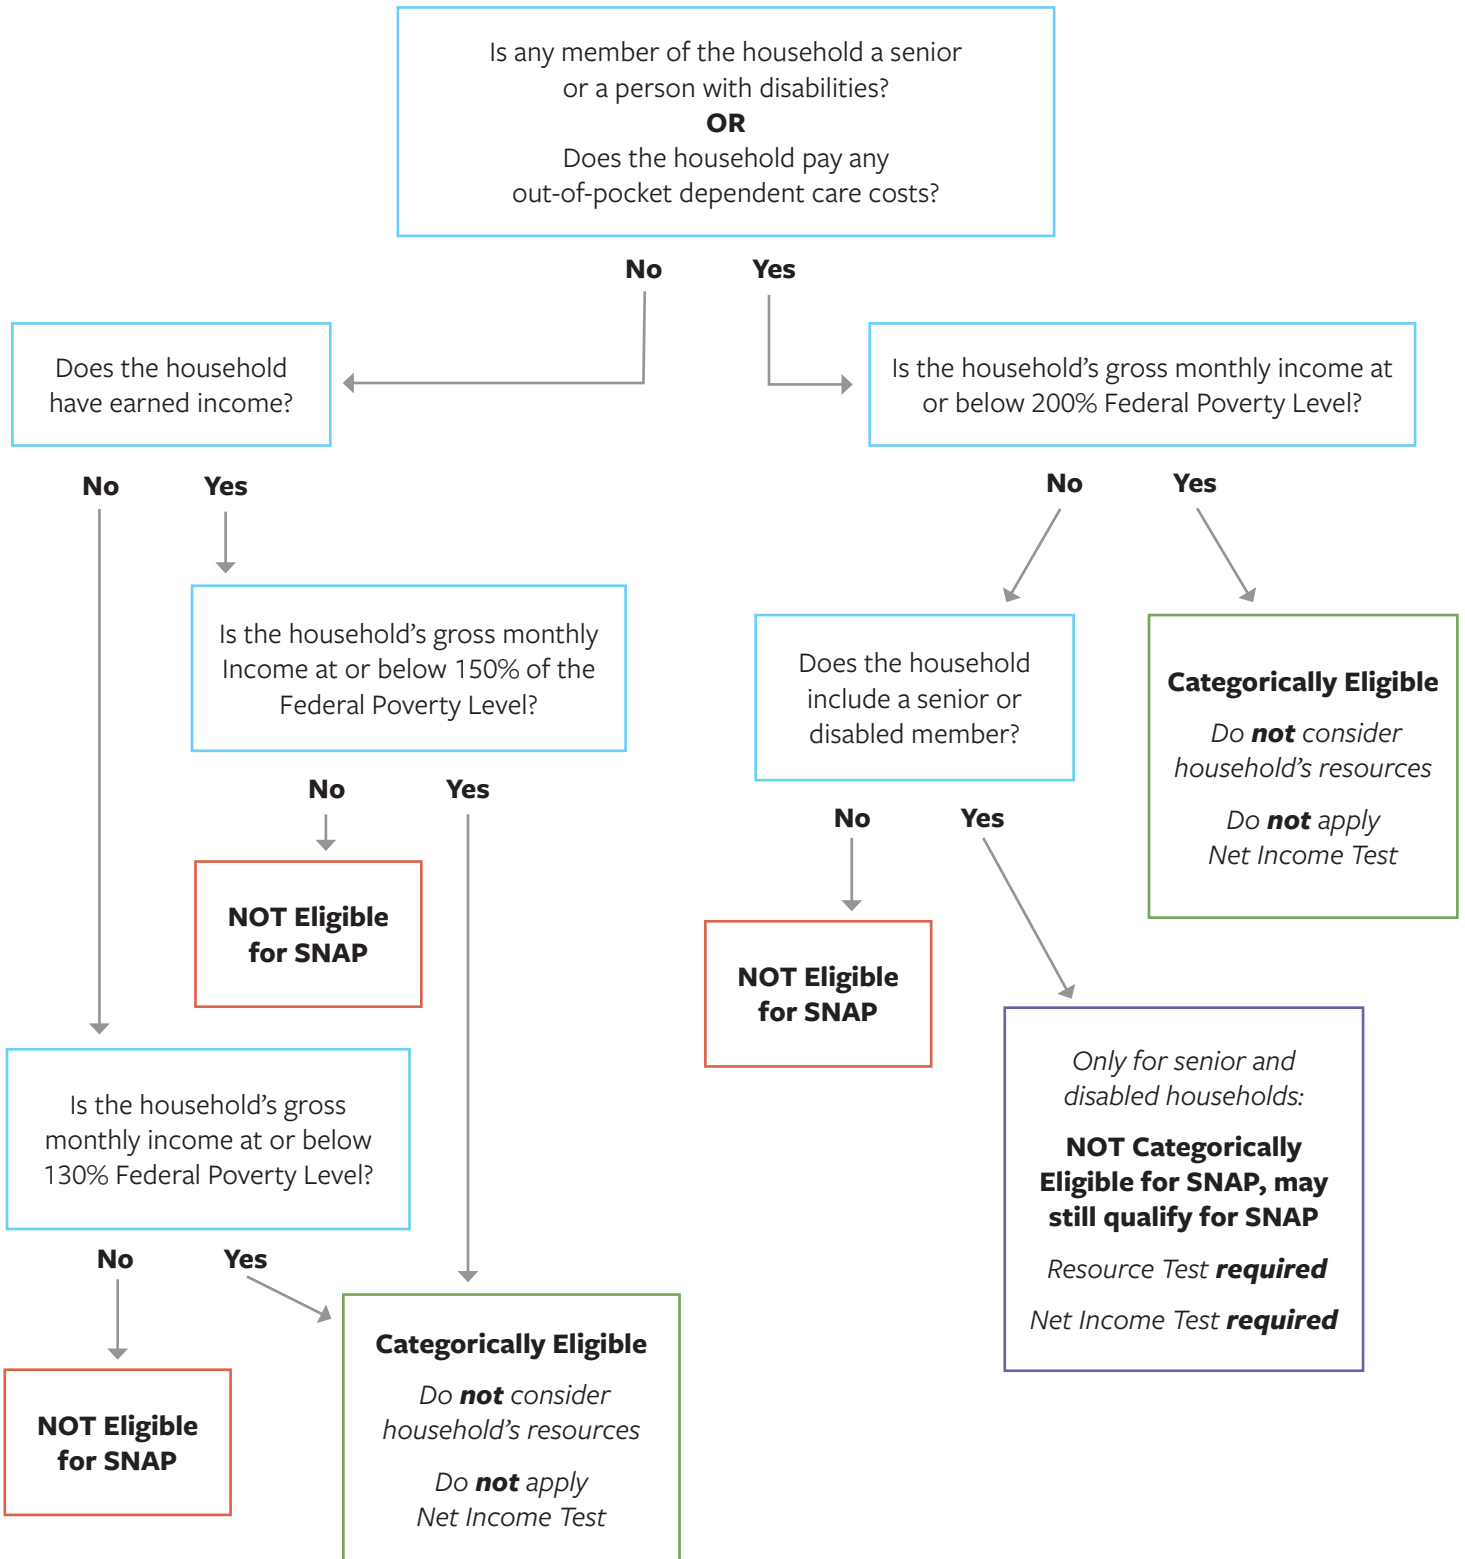 Is any member of the household a senior
or a person with disabilities?
OR
Does the household pay any
out-of-pocket dependent care costs?
No
Yes
Does the household
have earned income?
Is the household’s gross monthly income at
or below 200% Federal Poverty Level?
No
Yes
No
Yes
Is the household’s gross monthly
Income at or below 150% of the
Federal Poverty Level?
Does the household
include a senior or
disabled member?
Categorically Eligible
Do not consider
household’s resources
Do not apply
Net Income Test
No
Yes
No
Yes
NOT Eligible
for SNAP
NOT Eligible
for SNAP
Is the household’s gross
monthly income at or below
130% Federal Poverty Level?
Only for senior and
disabled households:
NOT Categorically
Eligible for SNAP, may
still qualify for SNAP
Resource Test required
Net Income Test required
No
Yes
NOT Eligible
for SNAP
Categorically Eligible
Do not consider
household’s resources
Do not apply
Net Income Test